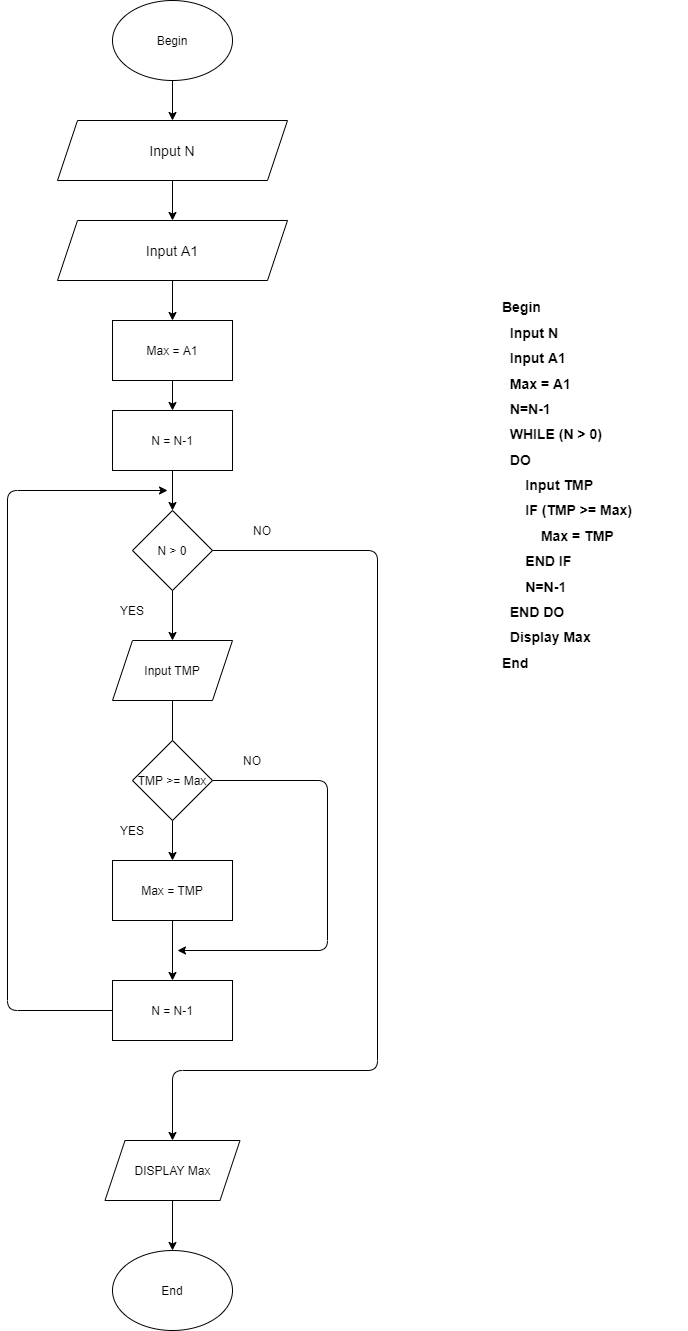 Begin
Input N
Input A1
Max = A1
N = N-1
N > 0
NO
YES
Input TMP
TMP >= Max
NO
YES
Max = TMP
N = N-1
DISPLAY Max
End
Begin
Input N
Input A1
Max = A1
N=N-1
WHILE (N > 0)
DO
Input TMP
IF (TMP >= Max)
Max = TMP
END IF
N=N-1
END DO
Display Max
End